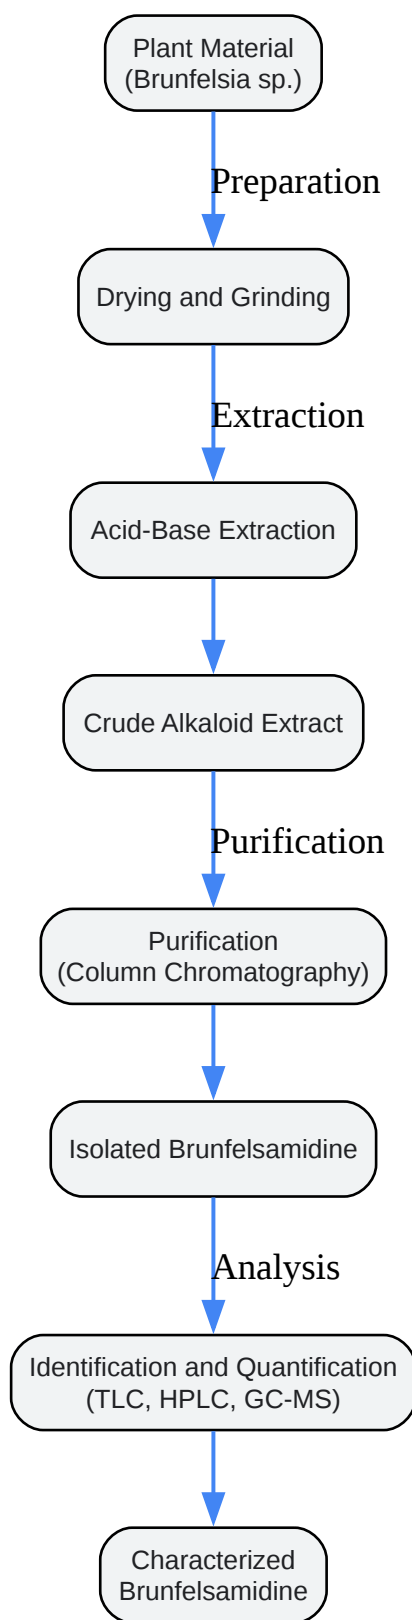 Plant Material
(Brunfelsia sp.)
Preparation
Drying and Grinding
Extraction
Acid-Base Extraction
Crude Alkaloid Extract
Purification
Purification
(Column Chromatography)
Isolated Brunfelsamidine
Analysis
Identification and Quantification
(TLC, HPLC, GC-MS)
Characterized
Brunfelsamidine